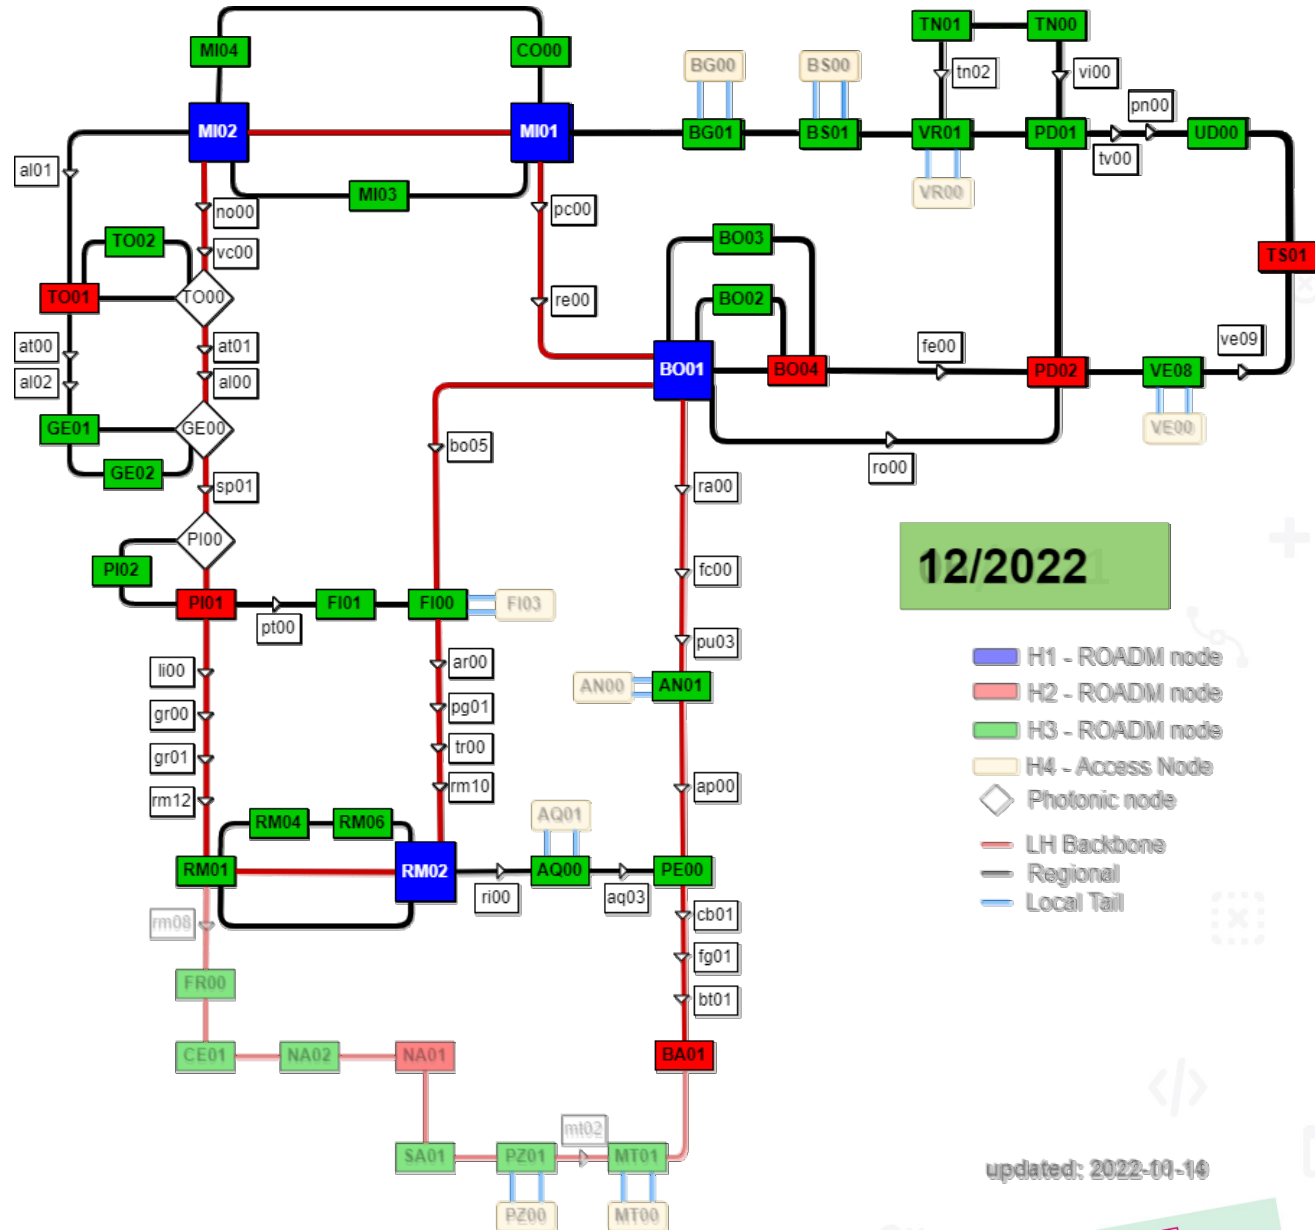 TN01
TN00
MI04
CO00
BG00
BS00
tn02
vi00
pn00
MI02
MI01
BG01
BS01
VR01
PD01
UD00
tv00
al01
MI03
VR00
no00
pc00
TO02
vc00
BO03
TS01
TO01
TO00
re00
BO02
at00
at01
fe00
ve09
al02
al00
BO01
BO04
PD02
VE08
GE01
GE00
VE00
bo05
GE02
ro00
sp01
ra00
PI00
PI02
fc00
12/2022
PI01
FI01
FI00
FI03
pt00
pu03
H1 - ROADM node
li00
ar00
AN00
AN01
H2 - ROADM node
gr00
pg01
H3 - ROADM node
gr01
tr00
H4 - Access Node
rm12
rm10
ap00
Photonic node
RM04
RM06
AQ01
LH Backbone
RM01
RM02
AQ00
PE00
Regional
ri00
aq03
Local Tail
rm08
cb01
fg01
FR00
bt01
CE01
NA02
NA01
BA01
mt02
SA01
PZ01
MT01
PZ00
MT00